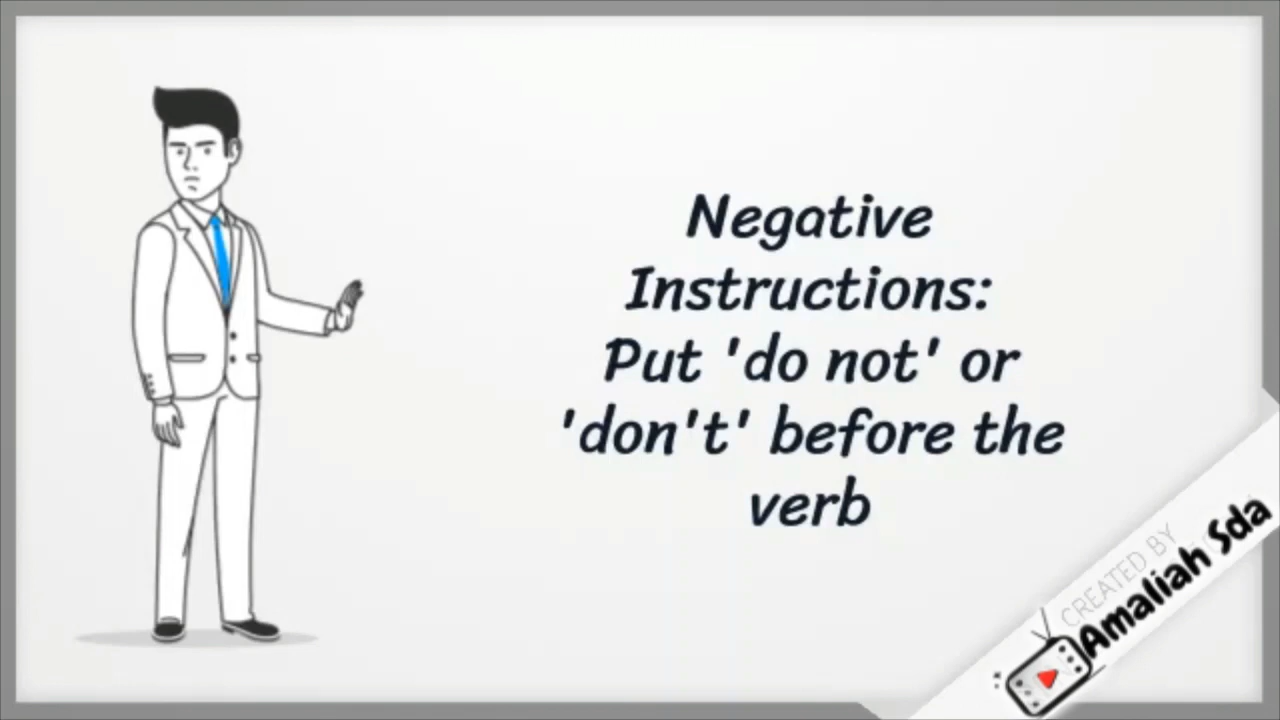 Negative
Instructions:
Put 'do not' or
'don't' before the
verb
CREATED BY
Amaliah Sda